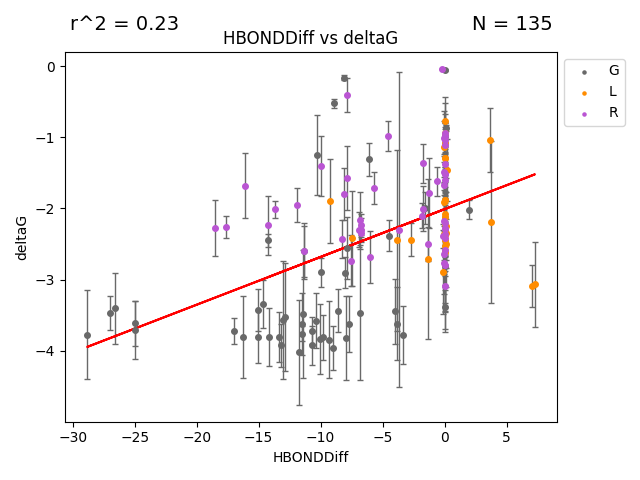 r^2 = 0.23
N = 135
HBONDDiff vs deltaG
G
L
R
deltaG
0
−1
−2
−3
−4
−30
−25
−20
−15
−10
−5
0
5
HBONDDiff